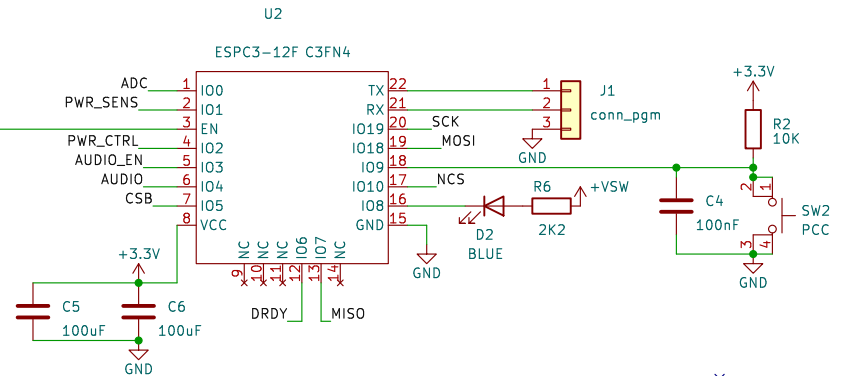 U2
ESPC3-12F C3FN4
ADC 1 IO0
PWR_SENS 2 IO1
3 EN
PWR_CTRL 4 IO2
AUDIO_EN 5 IO3
AUDIO 6 IO4
CSB 7 IO5
8 VCC
TX 22
RX 21
IO19 20 SCK
IO18 19 MOSI
IO9 18
IO10 17 NCS
IO8 16
GND 15
NC 9
NC 10
NC 11
IO6 12
IO7 13
NC 14
DRDY
MISO
1
2
3
J1
conn_pgm
GND
D2
BLUE
R6
2K2
+VSW
GND
+3.3V
R2
10K
C4
100nF
2 1
3 4
SW2
PCC
GND
+3.3V
C5
100uF
C6
100uF
GND